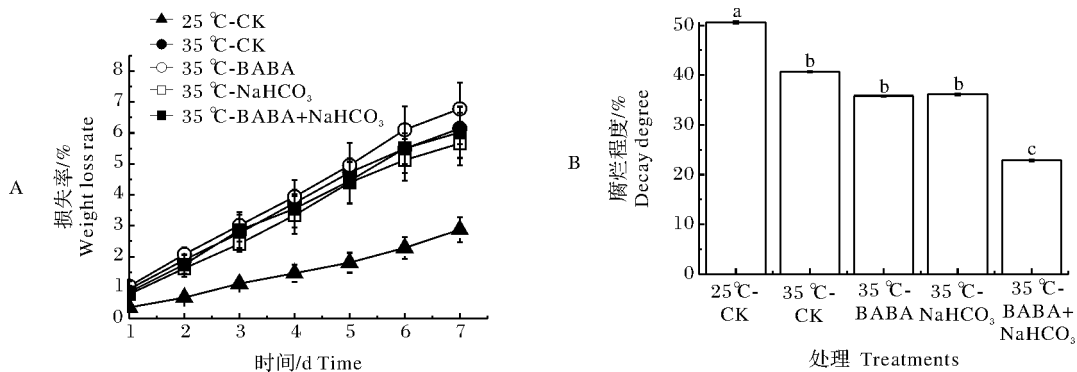 25 ℃-CK
35 ℃-CK
35 ℃-BABA
35 ℃-NaHCO₃
35 ℃-BABA+NaHCO₃
A
损失率/%
Weight loss rate
8
7
6
5
4
3
2
1
0
1 2 3 4 5 6 7
时间/d Time
B
腐烂程度/%
Decay degree
50
40
30
20
10
0
a
b
b
b
c
25℃-
CK
35 ℃-
CK
35 ℃-
BABA
35 ℃-
NaHCO₃
35 ℃-
BABA+
NaHCO₃
处理 Treatments